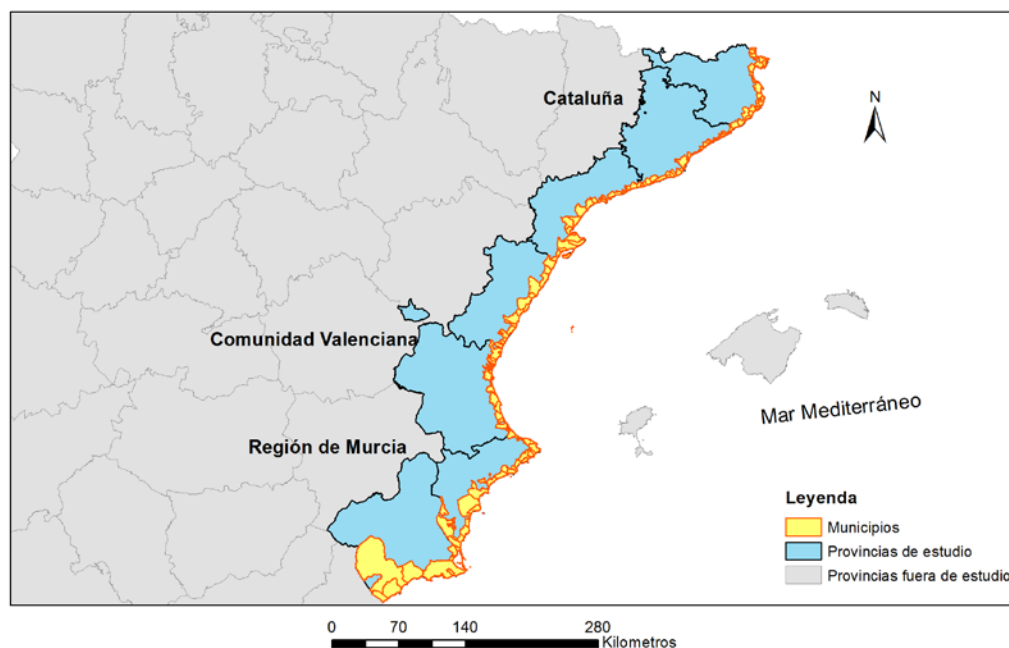 Cataluña
N
Comunidad Valenciana
Mar Mediterráneo
Región de Murcia
Leyenda
Municipios
Provincias de estudio
Provincias fuera de estudio
0 70 140 280
Kilometros